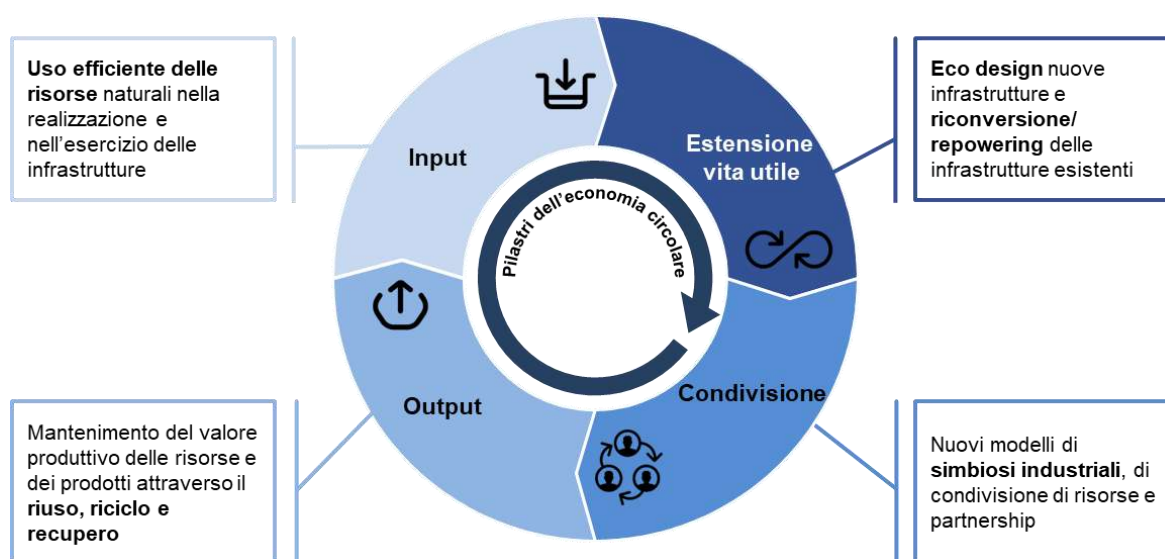 Uso efficiente delle
risorse naturali nella
realizzazione e
nell'esercizio delle
infrastrutture
Input
Estensione
vita utile
Eco design nuove
infrastrutture e
riconversione/
repowering delle
infrastrutture esistenti
Pilastri dell'economia circolare
Output
Condivisione
Mantenimento del valore
produttivo delle risorse e
dei prodotti attraverso il
riuso, riciclo e
recupero
Nuovi modelli di
simbiosi industriali, di
condivisione di risorse e
partnership